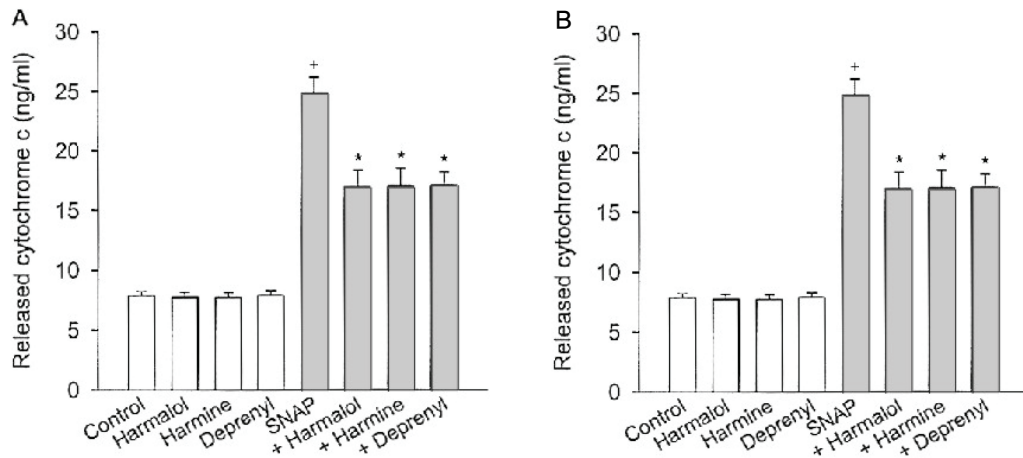 A
Released cytochrome c (ng/ml)
30
25
20
15
10
5
0
+
*
*
*
Control
Harmalol
Harmine
Deprenyl
SNAP
+ Harmalol
+ Harmine
+ Deprenyl
B
Released cytochrome c (ng/ml)
30
25
20
15
10
5
0
+
*
*
*
Control
Harmalol
Harmine
Deprenyl
SNAP
+ Harmalol
+ Harmine
+ Deprenyl